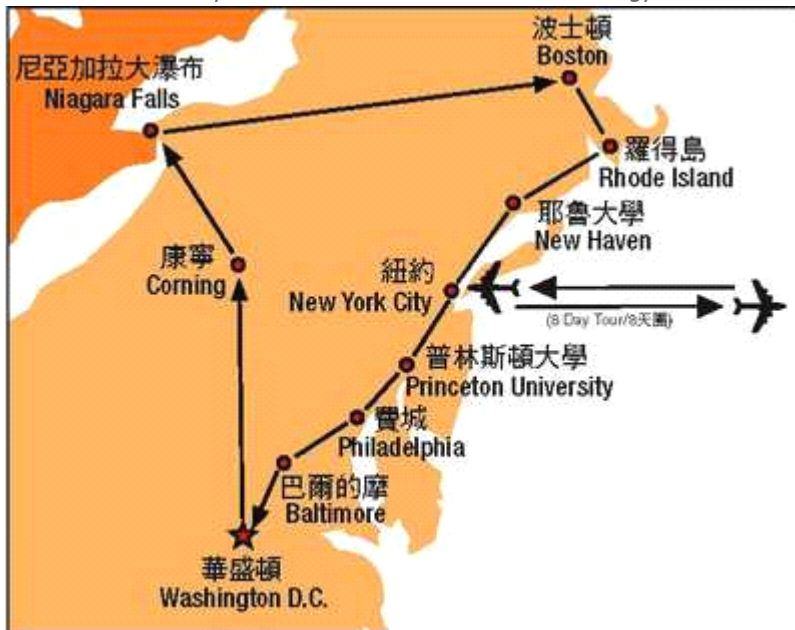 波士頓
Boston
尼亞加拉大瀑布
Niagara Falls
羅得島
Rhode Island
耶魯大學
New Haven
康寧
Corning
紐約
New York City
(8 Day Tour/8天團)
普林斯頓大學
Princeton University
費城
Philadelphia
巴爾的摩
Baltimore
華盛頓
Washington D.C.